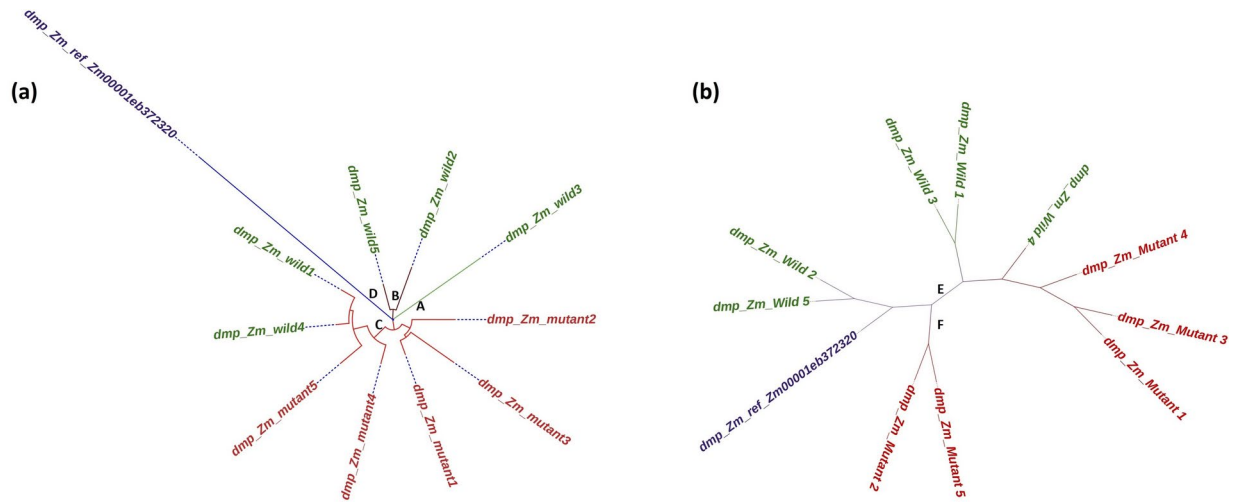 (a)
dmp_Zm_ref_Zm00001eb372320
dmp_Zm_wild5
dmp_Zm_wild2
dmp_Zm_wild3
dmp_Zm_wild1
D
B
A
C
dmp_Zm_wild4
dmp_Zm_mutant2
dmp_Zm_mutant5
dmp_Zm_mutant4
dmp_Zm_mutant1
dmp_Zm_mutant3
(b)
dmp_Zm_Wild 3
dmp_Zm_Wild 1
dmp_Zm_Wild 4
dmp_Zm_Wild 2
dmp_Zm_Mutant 4
dmp_Zm_Wild 5
E
F
dmp_Zm_Mutant 3
dmp_Zm_ref_Zm00001eb372320
dmp_Zm_Mutant 1
dmp_Zm_Mutant 2
dmp_Zm_Mutant 5